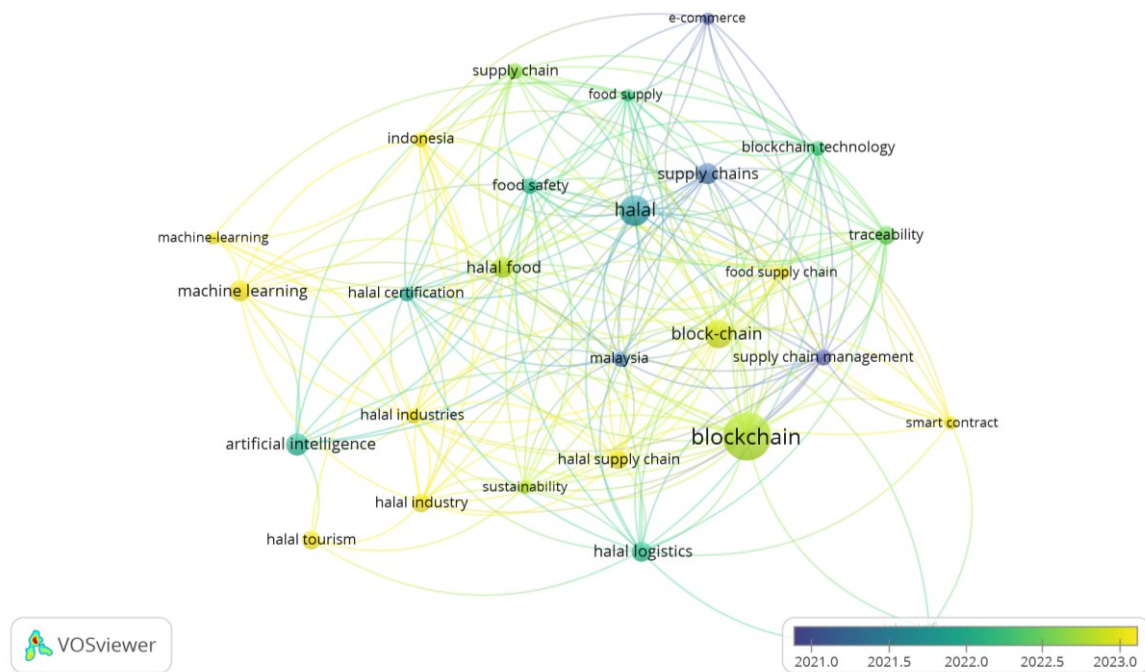 e-commerce
supply chain
food supply
indonesia
blockchain technology
supply chains
food safety
halal
machine-learning
traceability
halal food
food supply chain
machine learning
halal certification
block-chain
malaysia
supply chain management
halal industries
smart contract
artificial intelligence
blockchain
halal supply chain
sustainability
halal industry
halal tourism
halal logistics
VOSviewer
2021.0 2021.5 2022.0 2022.5 2023.0